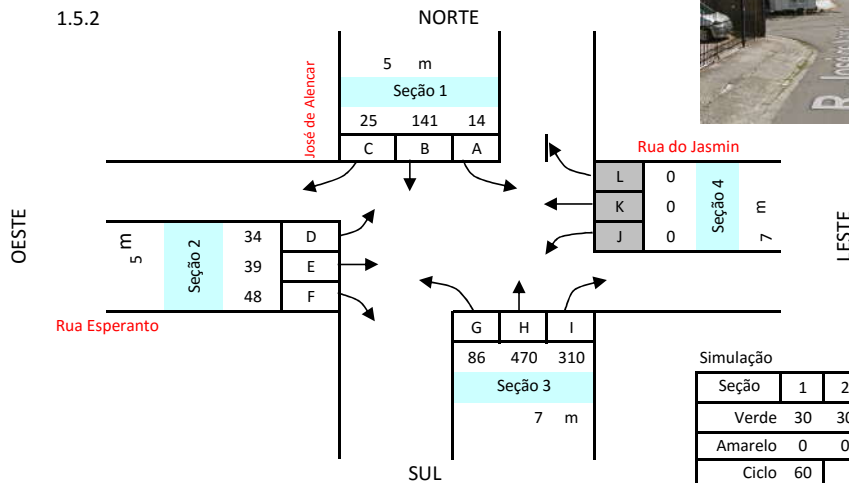 1.5.2
NORTE
5 m
Seção 1
José de Alencar
25 141 14
C B A
Rua do Jasmin
L 0
K 0
J 0
Seção 4
7 m
OESTE
LESTE
5 m
Seção 2
34 D
39 E
48 F
Rua Esperanto
G H I
86 470 310
Seção 3
7 m
SUL
Simulação
Seção 1 2
Verde 30 30
Amarelo 0 0
Ciclo 60